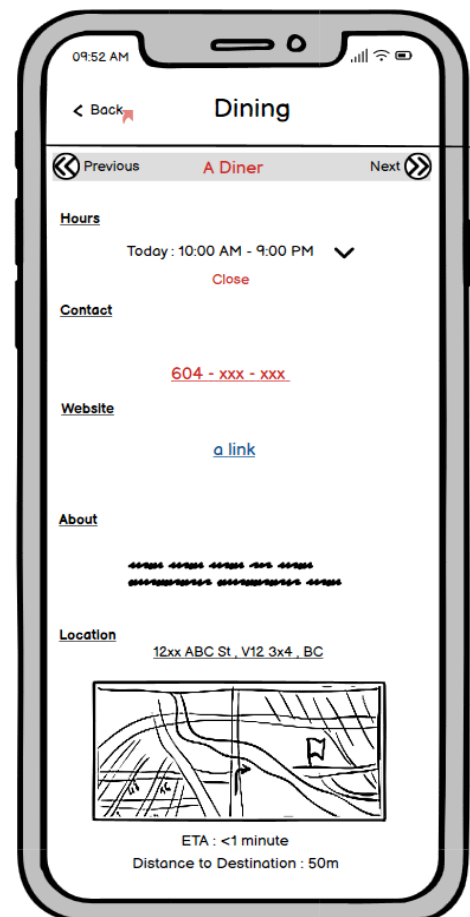 09:52 AM
< Back
Dining
Previous A Diner Next
Hours
Today : 10:00 AM - 9:00 PM
Close
Contact
604 - xxx - xxx
Website
a link
About
Location
12xx ABC St , V12 3x4 , BC
ETA : <1 minute
Distance to Destination : 50m